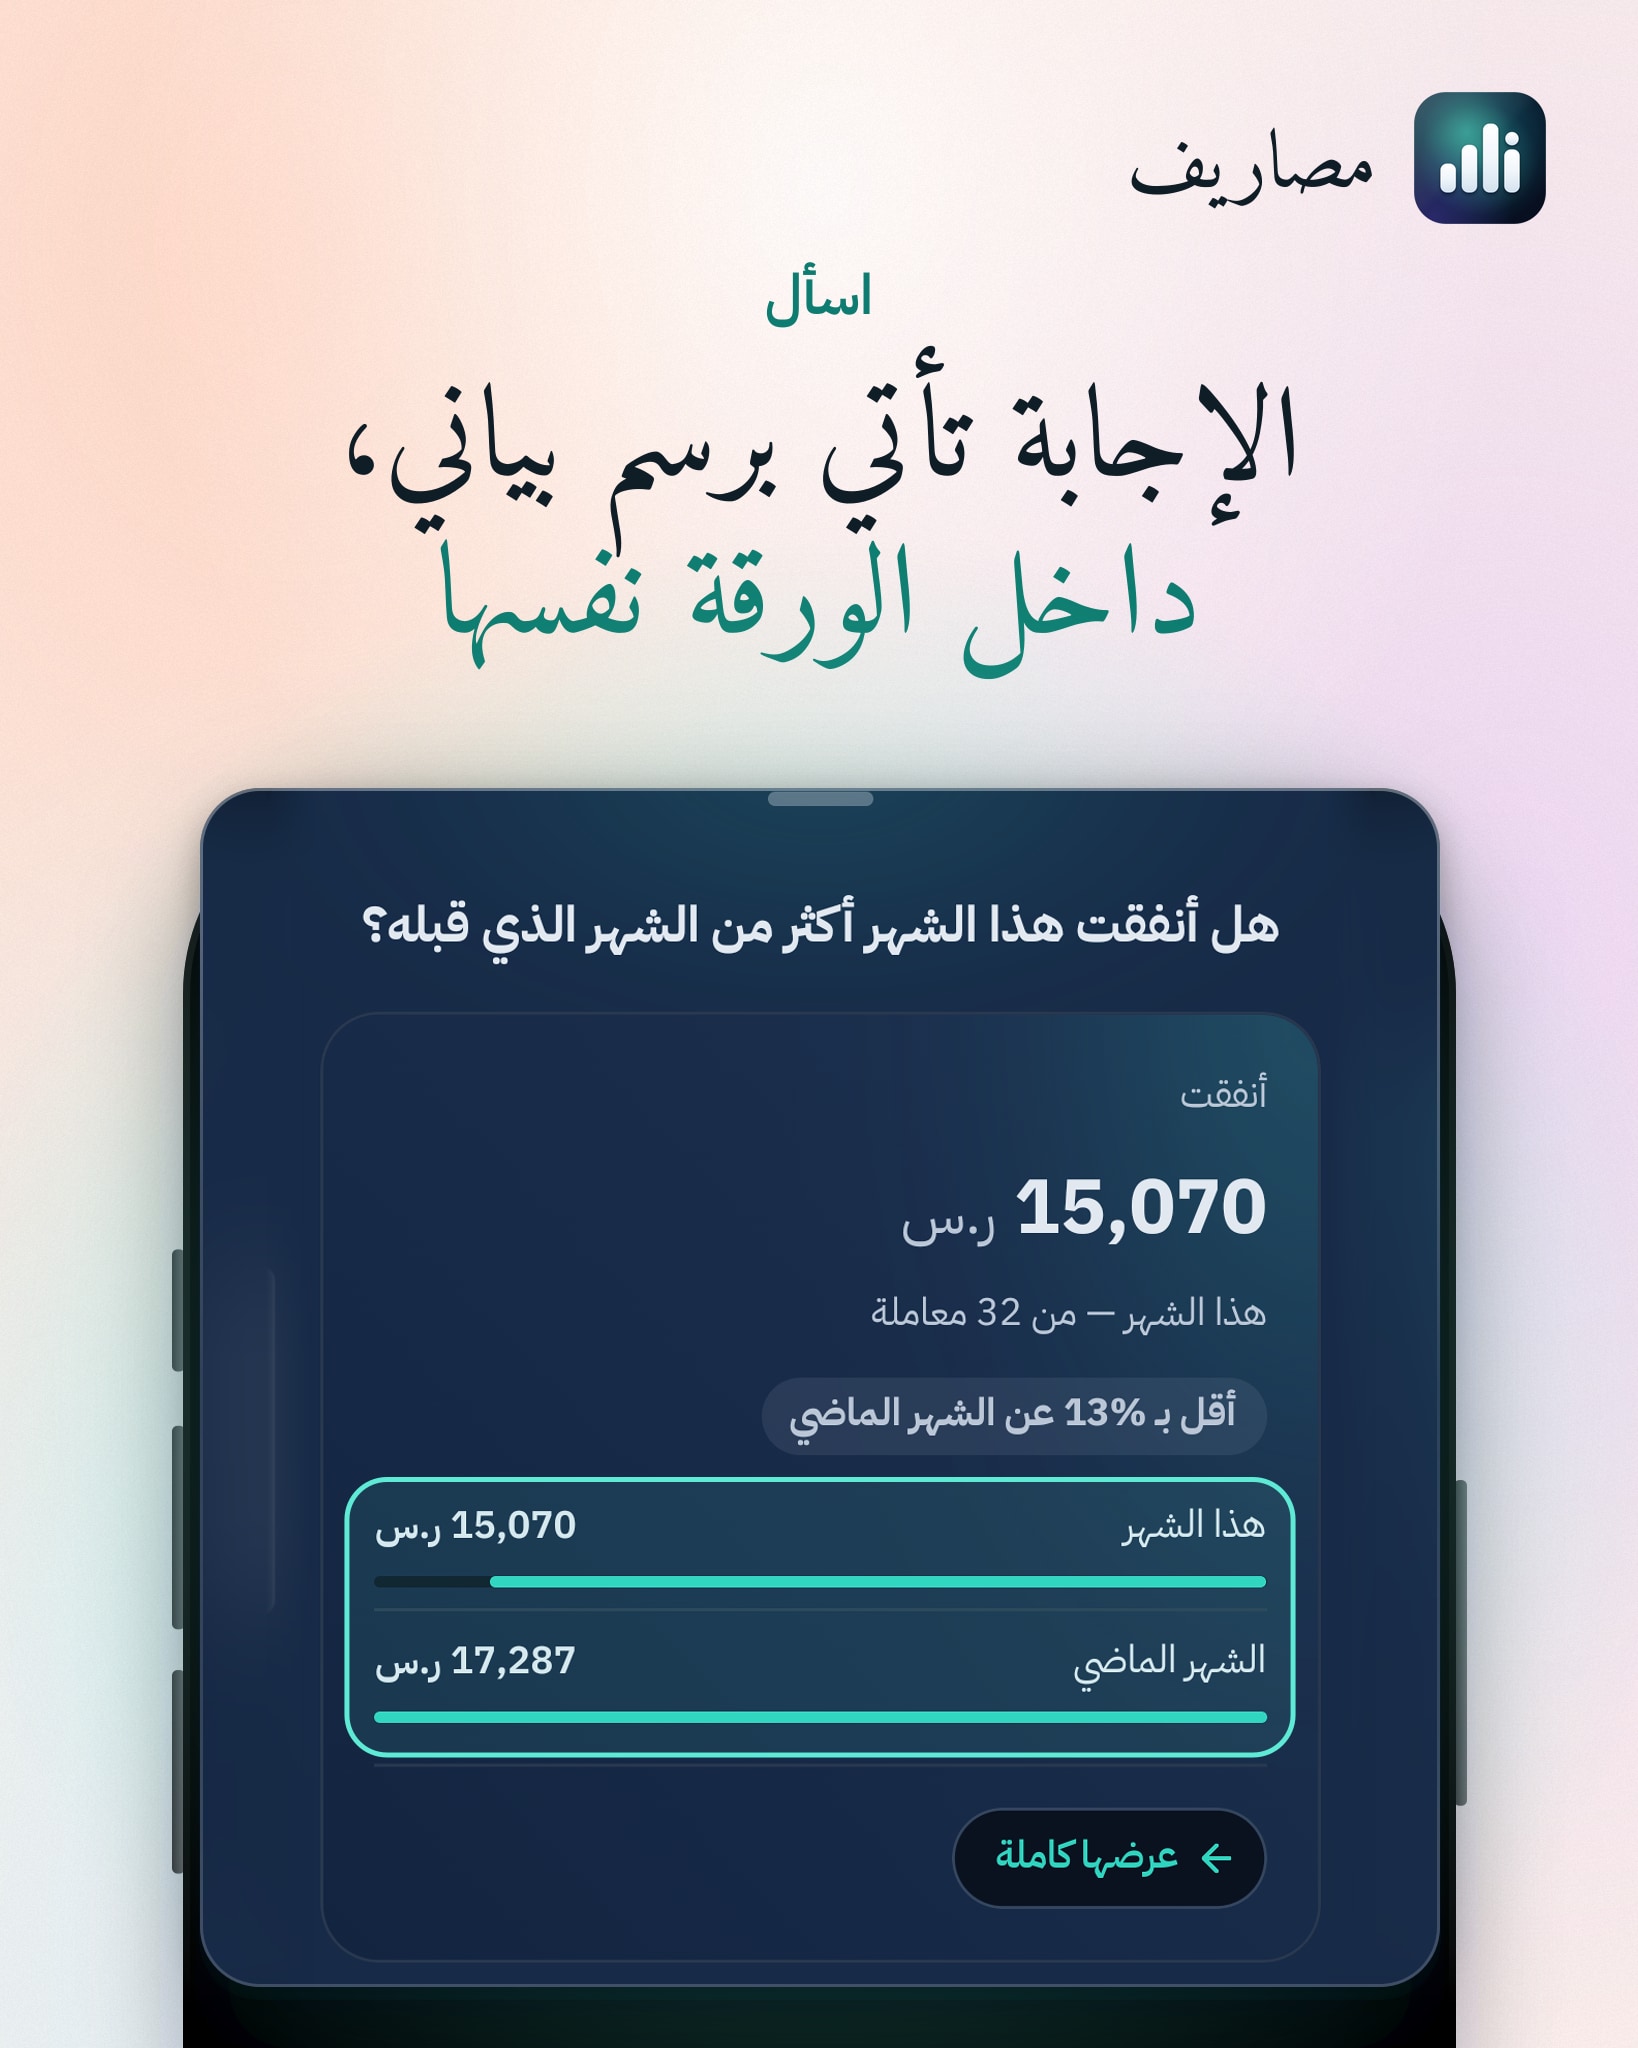 مصاريف
اسأل
الإجابة تأتي برسم بياني،
داخل الورقة نفسها
هل أنفقت هذا الشهر أكثر من الشهر الذي قبله؟
أنفقت
15,070 ر.س
هذا الشهر — من 32 معاملة
أقل بـ 13% عن الشهر الماضي
هذا الشهر 15,070 ر.س
الشهر الماضي 17,287 ر.س
← عرضها كاملة